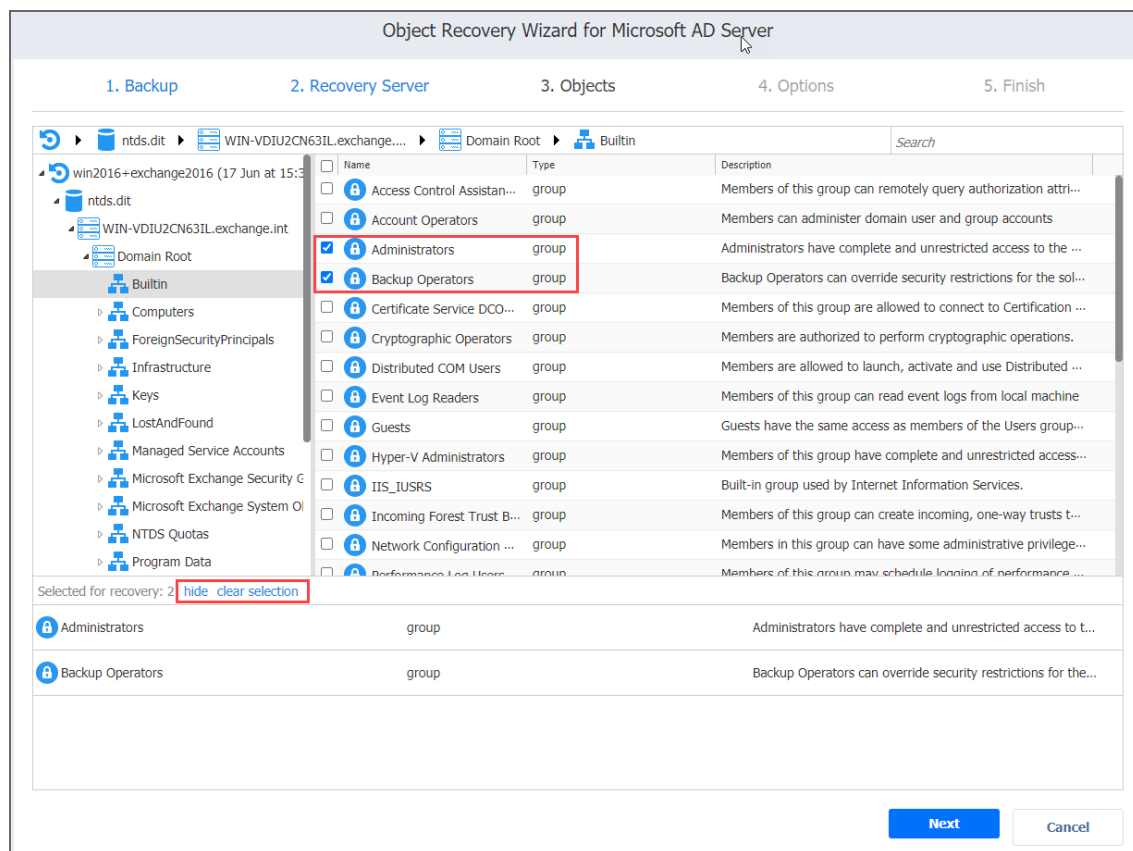 Object Recovery Wizard for Microsoft AD Server
1. Backup 2. Recovery Server 3. Objects 4. Options 5. Finish
ntds.dit WIN-VDIU2CN63IL.exchange.... Domain Root Builtin Search
win2016+exchange2016 (17 Jun at 15:3
ntds.dit
WIN-VDIU2CN63IL.exchange.int
Domain Root
Builtin
Computers
ForeignSecurityPrincipals
Infrastructure
Keys
LostAndFound
Managed Service Accounts
Microsoft Exchange Security G
Microsoft Exchange System Ol
NTDS Quotas
Program Data
Name Type Description
Access Control Assistan... group Members of this group can remotely query authorization attri...
Account Operators group Members can administer domain user and group accounts
Administrators group Administrators have complete and unrestricted access to the ...
Backup Operators group Backup Operators can override security restrictions for the sol...
Certificate Service DCO... group Members of this group are allowed to connect to Certification ...
Cryptographic Operators group Members are authorized to perform cryptographic operations.
Distributed COM Users group Members are allowed to launch, activate and use Distributed ...
Event Log Readers group Members of this group can read event logs from local machine
Guests group Guests have the same access as members of the Users group...
Hyper-V Administrators group Members of this group have complete and unrestricted access...
IIS_IUSRS group Built-in group used by Internet Information Services.
Incoming Forest Trust B... group Members of this group can create incoming, one-way trusts t...
Network Configuration ... group Members in this group can have some administrative privilege...
Performance Log Users group Members of this group may schedule logging of performance ...
Selected for recovery: 2 hide clear selection
Administrators group Administrators have complete and unrestricted access to t...
Backup Operators group Backup Operators can override security restrictions for the...
Next Cancel